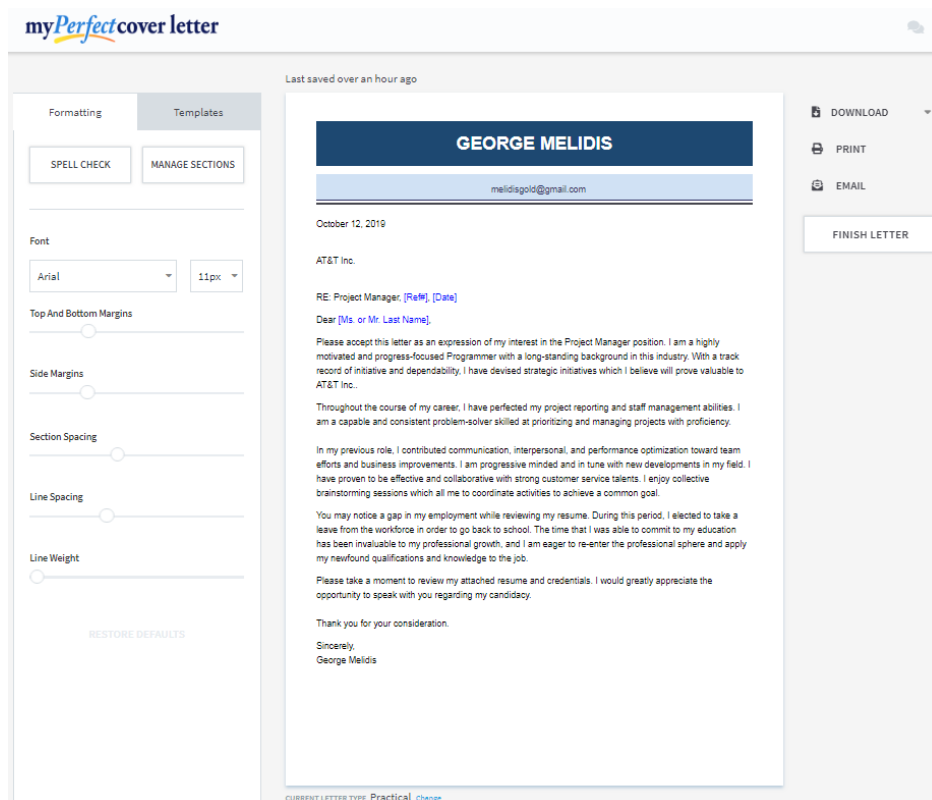 myPerfectcover letter
Last saved over an hour ago
Formatting
Templates
SPELL CHECK
MANAGE SECTIONS
Font
Arial
11px
Top And Bottom Margins
Side Margins
Section Spacing
Line Spacing
Line Weight
RESTORE DEFAULTS
GEORGE MELIDIS
melidisgold@gmail.com
October 12, 2019
AT&T Inc.
RE: Project Manager, [Ref#], [Date]
Dear [Ms. or Mr. Last Name],
Please accept this letter as an expression of my interest in the Project Manager position. I am a highly
motivated and progress-focused Programmer with a long-standing background in this industry. With a track
record of initiative and dependability, I have devised strategic initiatives which I believe will prove valuable to
AT&T Inc..
Throughout the course of my career, I have perfected my project reporting and staff management abilities. I
am a capable and consistent problem-solver skilled at prioritizing and managing projects with proficiency.
In my previous role, I contributed communication, interpersonal, and performance optimization toward team
efforts and business improvements. I am progressive minded and in tune with new developments in my field. I
have proven to be effective and collaborative with strong customer service talents. I enjoy collective
brainstorming sessions which all me to coordinate activities to achieve a common goal.
You may notice a gap in my employment while reviewing my resume. During this period, I elected to take a
leave from the workforce in order to go back to school. The time that I was able to commit to my education
has been invaluable to my professional growth, and I am eager to re-enter the professional sphere and apply
my newfound qualifications and knowledge to the job.
Please take a moment to review my attached resume and credentials. I would greatly appreciate the
opportunity to speak with you regarding my candidacy.
Thank you for your consideration.
Sincerely,
George Melidis
DOWNLOAD
PRINT
EMAIL
FINISH LETTER
CURRENT LETTER TYPE Practical Change